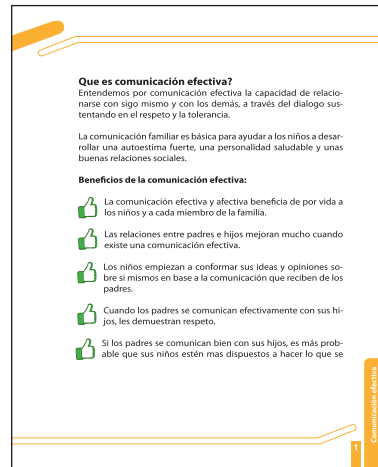 Que es comunicación efectiva?
Entendemos por comunicación efectiva la capacidad de relacio-
narse con sigo mismo y con los demás, a través del dialogo sus-
tentando en el respeto y la tolerancia.
La comunicación familiar es básica para ayudar a los niños a desar-
rollar una autoestima fuerte, una personalidad saludable y unas
buenas relaciones sociales.
Beneficios de la comunicación efectiva:
La comunicación efectiva y afectiva beneficia de por vida a
los niños y a cada miembro de la familia.
Las relaciones entre padres e hijos mejoran mucho cuando
existe una comunicación efectiva.
Los niños empiezan a conformar sus ideas y opiniones so-
bre si mismos en base a la comunicación que reciben de los
padres.
Cuando los padres se comunican efectivamente con sus hi-
jos, les demuestran respeto.
Si los padres se comunican bien con sus hijos, es más prob-
able que sus niños estén mas dispuestos a hacer lo que se
Comunicación efectiva
1